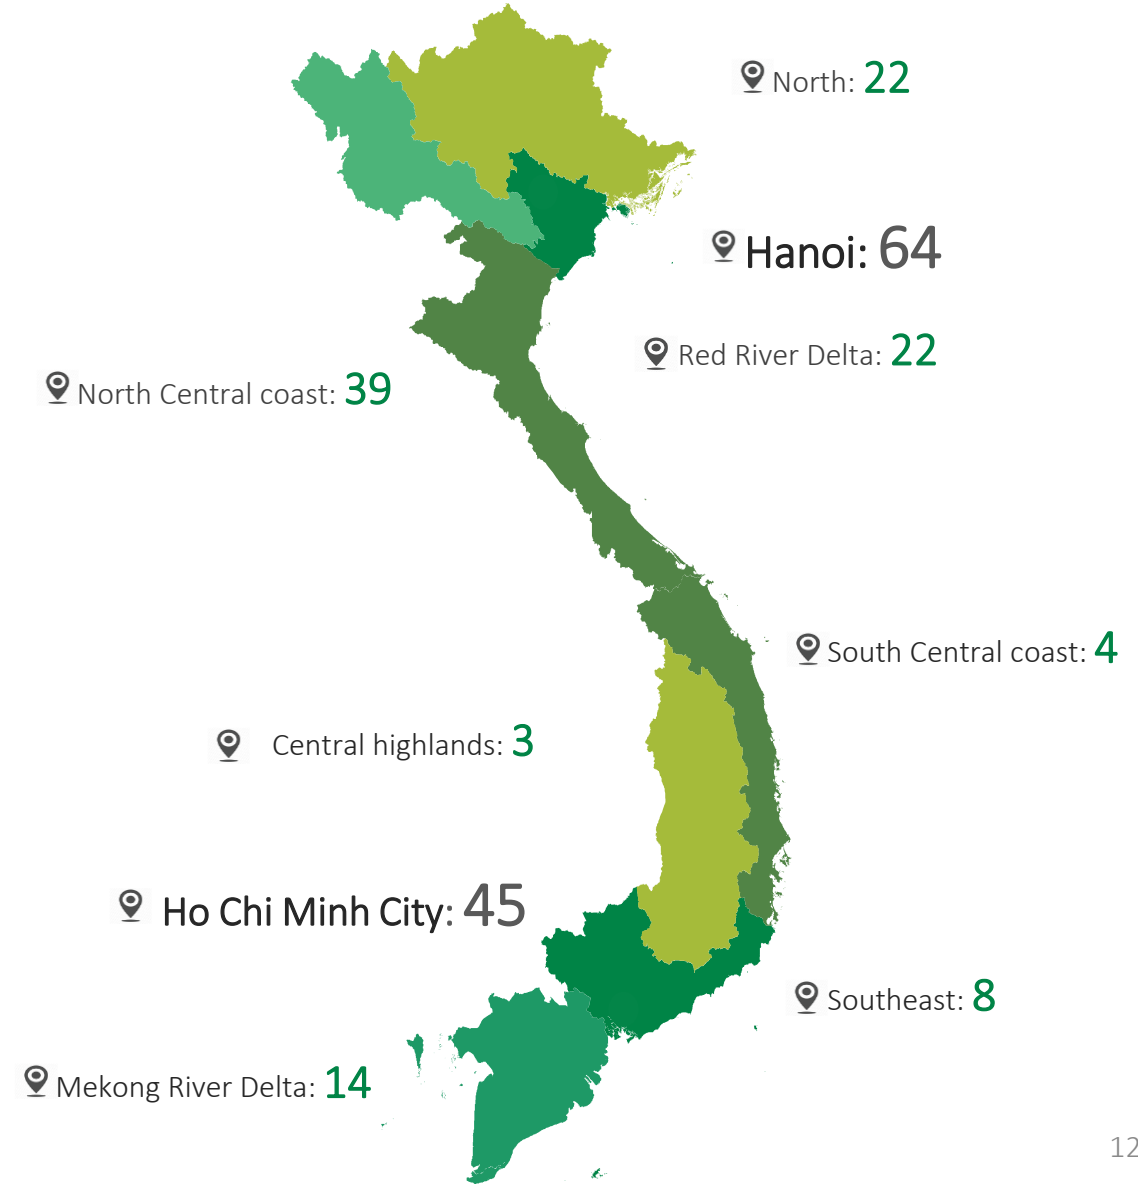 North: 22
Hanoi: 64
Red River Delta: 22
North Central coast: 39
South Central coast: 4
Central highlands: 3
Ho Chi Minh City: 45
Southeast: 8
Mekong River Delta: 14
12